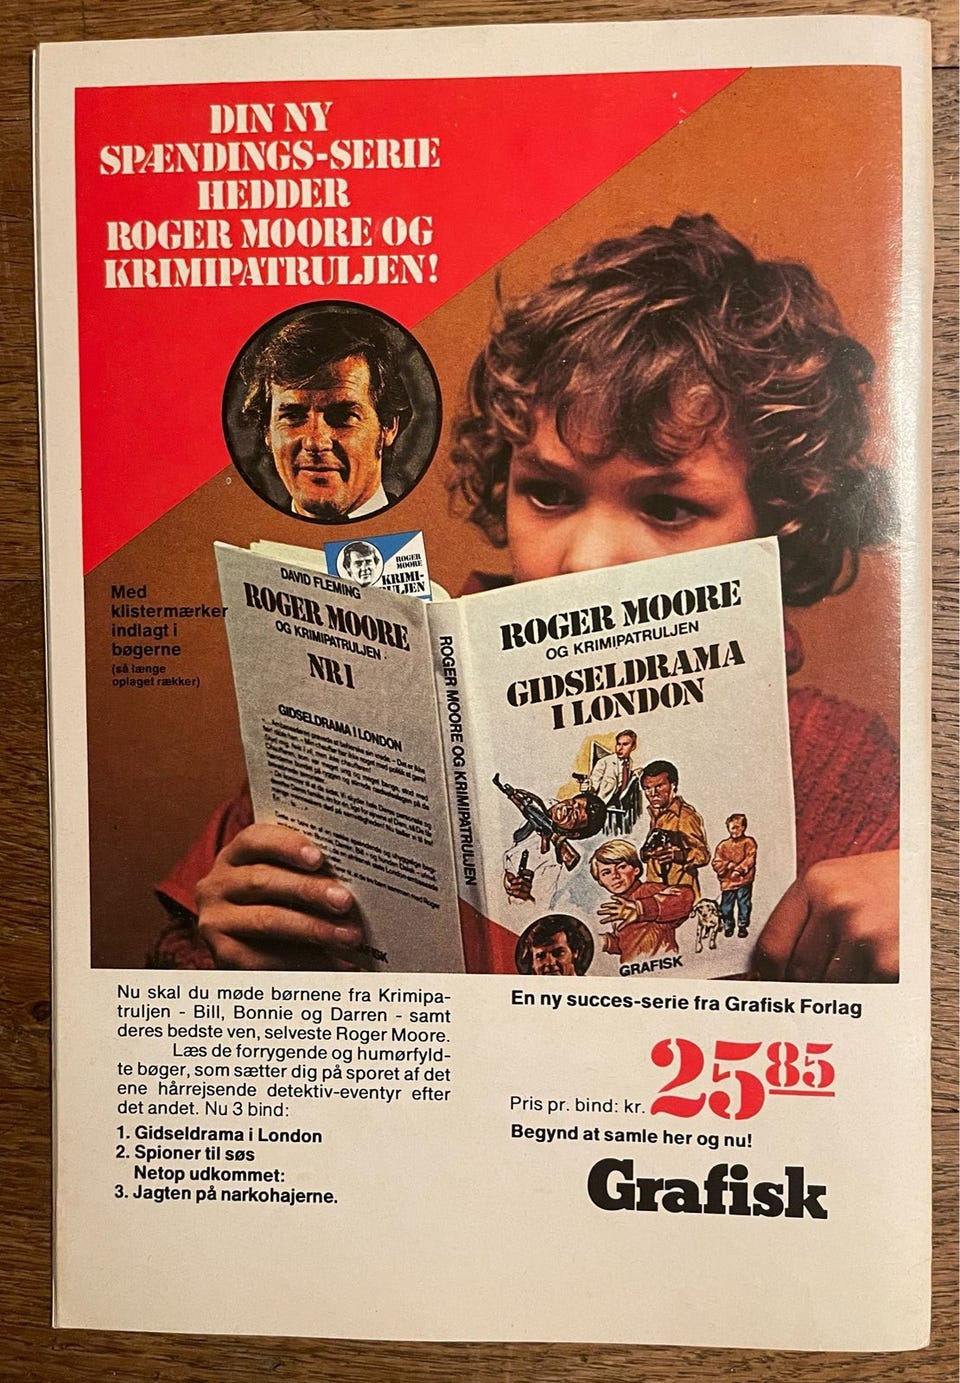 DIN NY
SPÆNDINGS-SERIE
HEDDER
ROGER MOORE OG
KRIMIPATRULJEN!
ROGER
MOORE
KRIMI-
Med
klistermærker
indlagt i
bøgerne
(så længe
oplaget rækker)
DAVID FLEMING
ROGER MOORE
OG KRIMIPATRULJEN
NR 1
GIDSELDRAMA I LONDON
ROGER MOORE OG KRIMIPATRULJEN
ROGER MOORE
OG KRIMIPATRULJEN
GIDSELDRAMA
I LONDON
GRAFISK
Nu skal du møde børnene fra Krimipa-
truljen - Bill, Bonnie og Darren - samt
deres bedste ven, selveste Roger Moore.
Læs de forrygende og humørfyld-
te bøger, som sætter dig på sporet af det
ene hårrejsende detektiv-eventyr efter
det andet. Nu 3 bind:
1. Gidseldrama i London
2. Spioner til søs
Netop udkommet:
3. Jagten på narkohajerne.
En ny succes-serie fra Grafisk Forlag
Pris pr. bind: kr. 25 85
Begynd at samle her og nu!
Grafisk